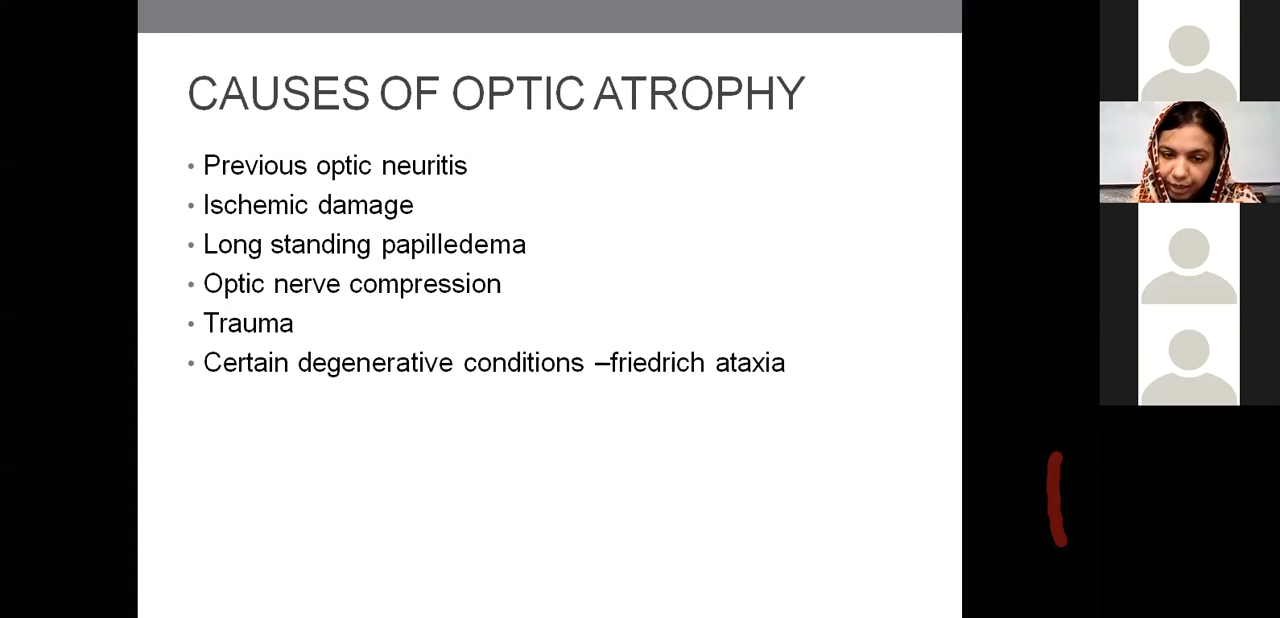 CAUSES OF OPTIC ATROPHY
• Previous optic neuritis
• Ischemic damage
• Long standing papilledema
• Optic nerve compression
• Trauma
• Certain degenerative conditions –friedrich ataxia